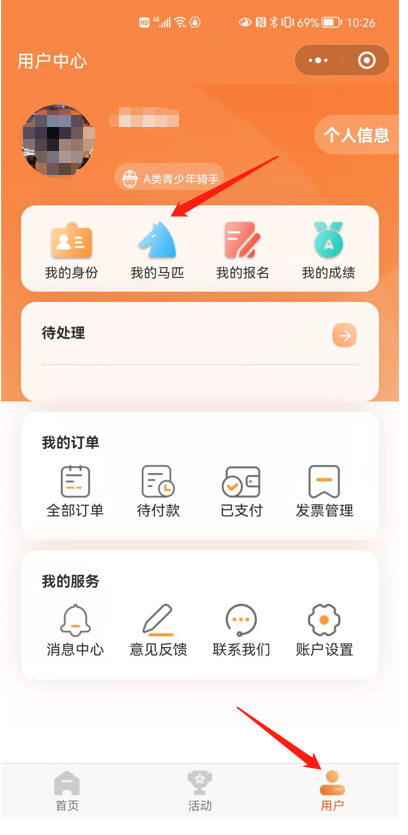 HD 4G 69% 10:26
用户中心
个人信息
A类青少年骑手
我的身份 我的马匹 我的报名 我的成绩
A
待处理
我的订单
全部订单 待付款 已支付 发票管理
我的服务
消息中心 意见反馈 联系我们 账户设置
首页 活动 用户